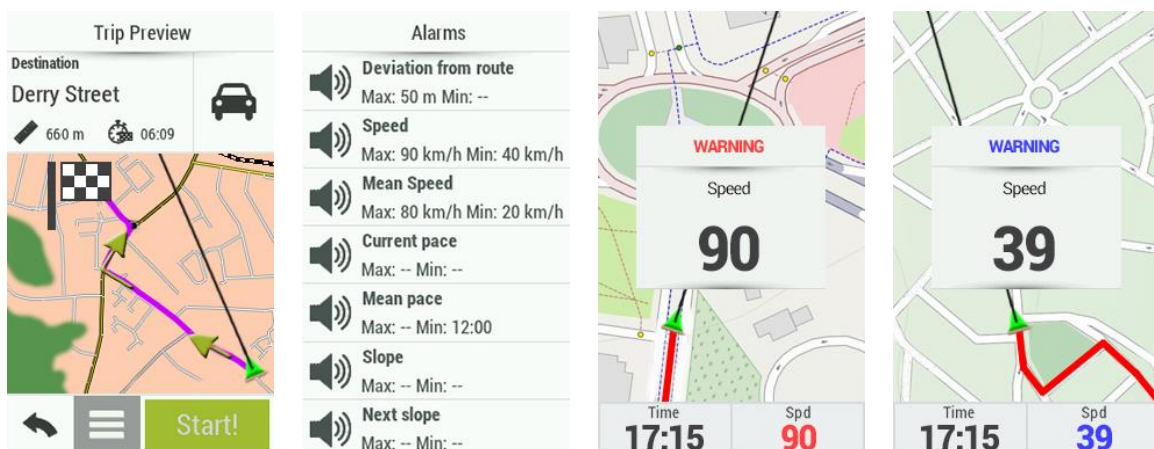 Trip Preview
Destination
Derry Street
660 m 06:09
Start!
Alarms
Deviation from route
Max: 50 m Min: --
Speed
Max: 90 km/h Min: 40 km/h
Mean Speed
Max: 80 km/h Min: 20 km/h
Current pace
Max: -- Min: --
Mean pace
Max: -- Min: 12:00
Slope
Max: -- Min: --
Next slope
Max: -- Min: --
WARNING
Speed
90
Time Spd
17:15 90
WARNING
Speed
39
Time Spd
17:15 39